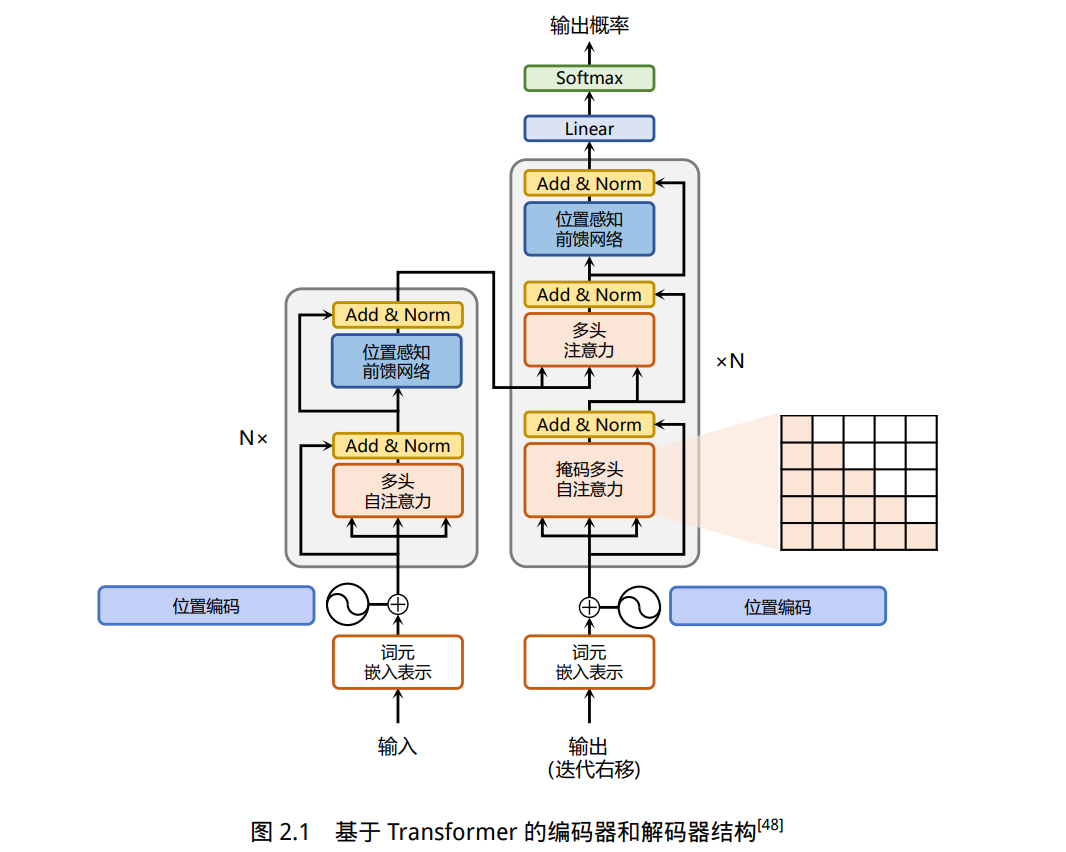 输出概率
Softmax
Linear
Add & Norm
位置感知
前馈网络
Add & Norm
多头
注意力
×N
Add & Norm
掩码多头
自注意力
Add & Norm
位置感知
前馈网络
N×
Add & Norm
多头
自注意力
位置编码
位置编码
词元
嵌入表示
词元
嵌入表示
输入
输出
(迭代右移)
图 2.1 基于 Transformer 的编码器和解码器结构[48]